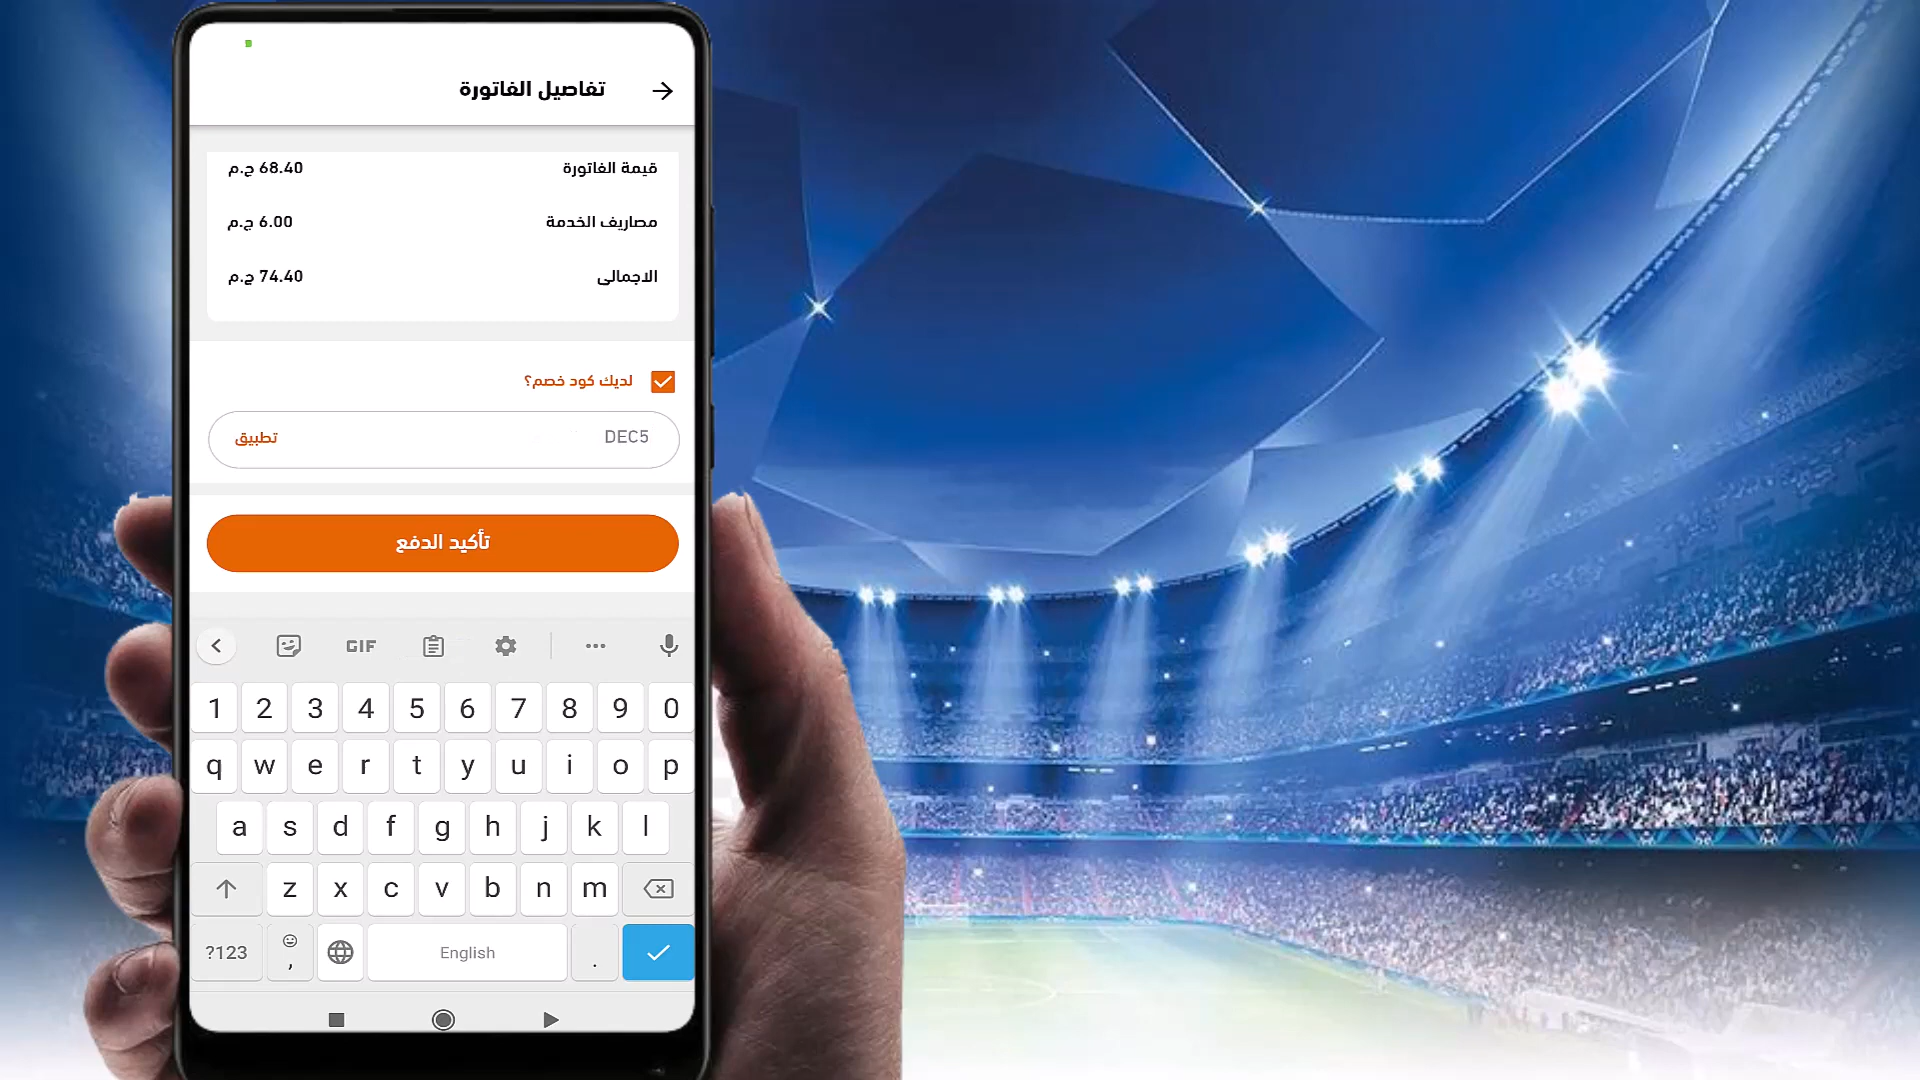 تفاصيل الفاتورة
قيمة الفاتورة 68.40 ج.م
مصاريف الخدمة 6.00 ج.م
الاجمالى 74.40 ج.م
لديك كود خصم؟
DEC5 تطبيق
تأكيد الدفع
GIF
1 2 3 4 5 6 7 8 9 0
q w e r t y u i o p
a s d f g h j k l
z x c v b n m
?123 , English .